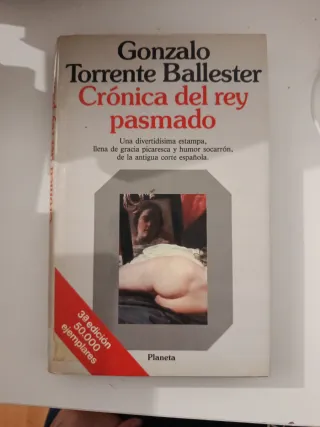 Gonzalo
Torrente Ballester
Crónica del rey
pasmado
Una divertidísima estampa,
llena de gracia picaresca y humor socarrón,
de la antigua corte española.
3ª edición
50.000
ejemplares
Planeta